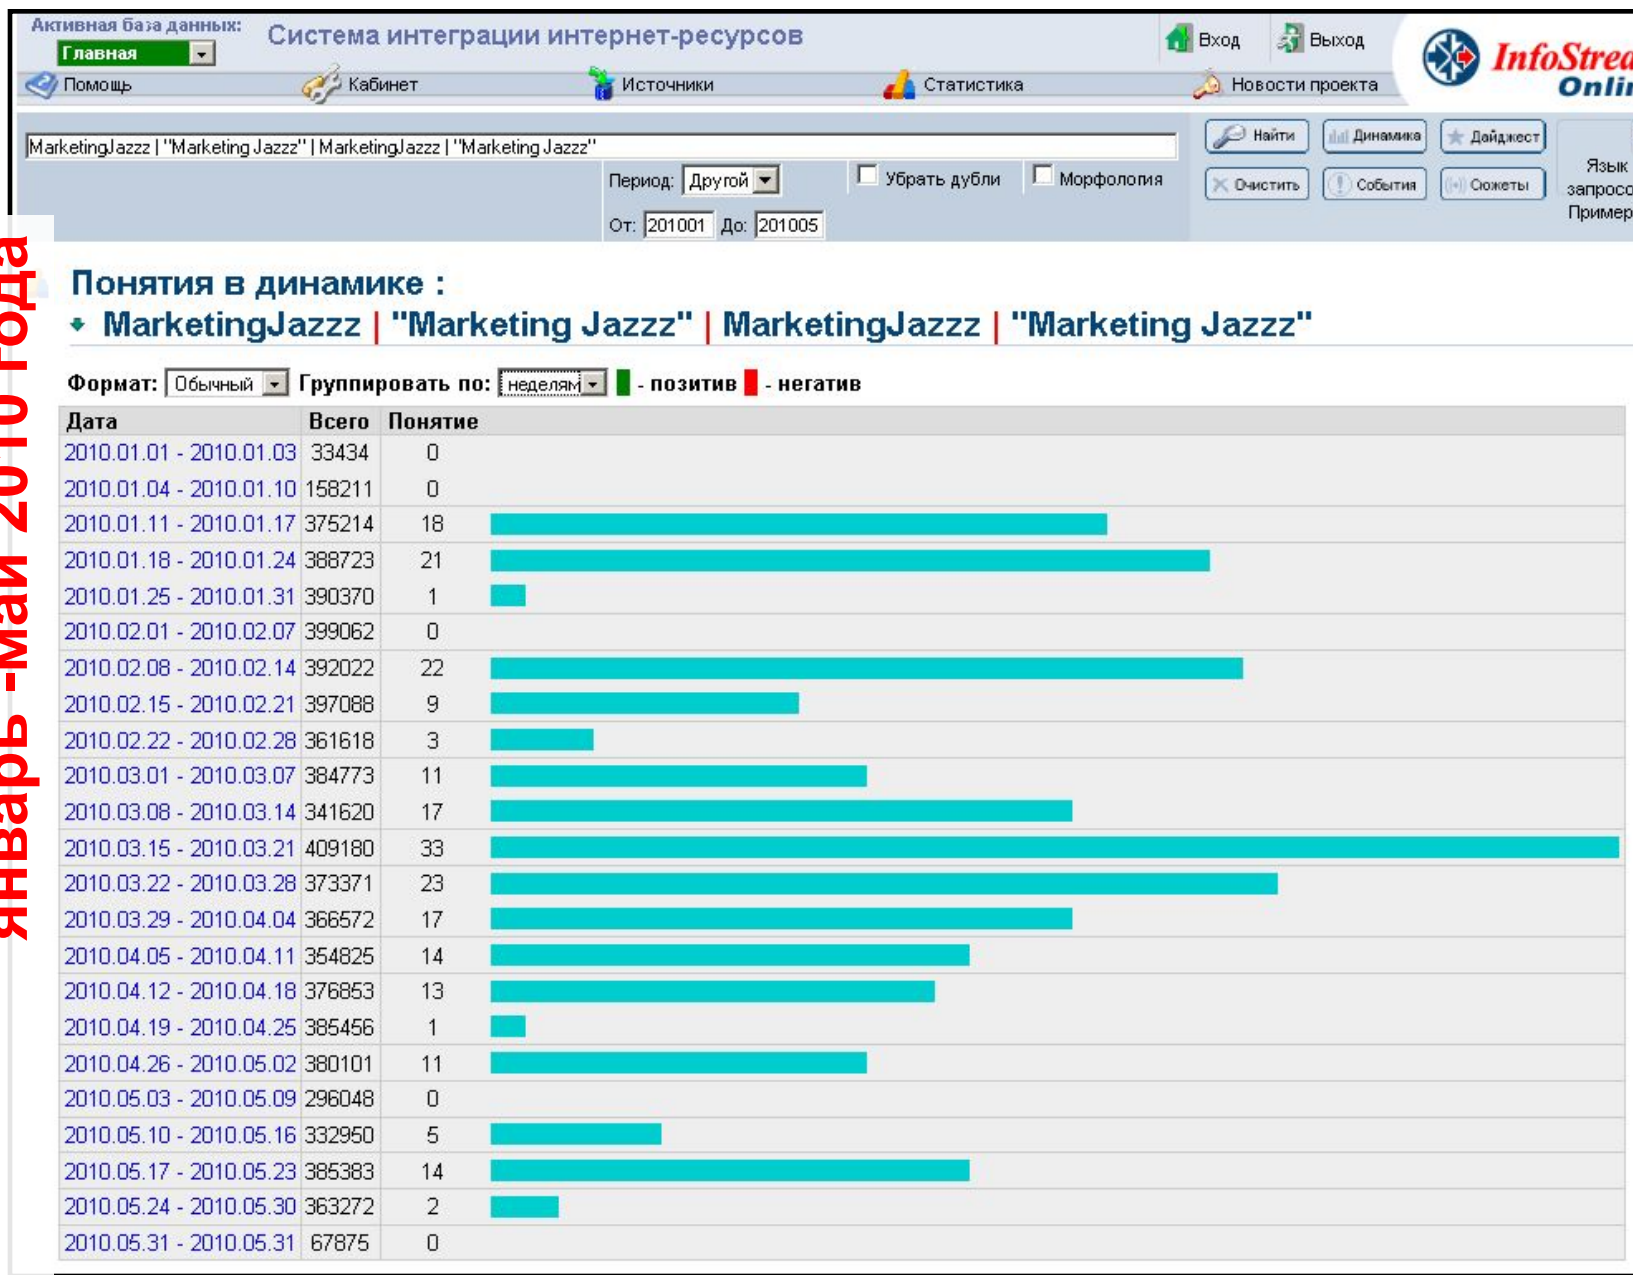 Активная база данных:
Главная
Система интеграции интернет-ресурсов
Вход
Выход
InfoStrea
Onlin
Помощь
Кабинет
Источники
Статистика
Новости проекта
MarketingJazzz | "Marketing Jazzz" | MarketingJazzz | "Marketing Jazzz"
Найти
Динамика
Дайджест
Период: Другой
Убрать дубли
Морфология
Очистить
События
Сюжеты
Язык
запросо
Пример
От: 201001 До: 201005
январь -май 2010 года
Понятия в динамике :
MarketingJazzz | "Marketing Jazzz" | MarketingJazzz | "Marketing Jazzz"
Формат: Обычный Группировать по: неделям - позитив - негатив
Дата Всего Понятие
2010.01.01 - 2010.01.03 33434 0
2010.01.04 - 2010.01.10 158211 0
2010.01.11 - 2010.01.17 375214 18
2010.01.18 - 2010.01.24 388723 21
2010.01.25 - 2010.01.31 390370 1
2010.02.01 - 2010.02.07 399062 0
2010.02.08 - 2010.02.14 392022 22
2010.02.15 - 2010.02.21 397088 9
2010.02.22 - 2010.02.28 361618 3
2010.03.01 - 2010.03.07 384773 11
2010.03.08 - 2010.03.14 341620 17
2010.03.15 - 2010.03.21 409180 33
2010.03.22 - 2010.03.28 373371 23
2010.03.29 - 2010.04.04 366572 17
2010.04.05 - 2010.04.11 354825 14
2010.04.12 - 2010.04.18 376853 13
2010.04.19 - 2010.04.25 385456 1
2010.04.26 - 2010.05.02 380101 11
2010.05.03 - 2010.05.09 296048 0
2010.05.10 - 2010.05.16 332950 5
2010.05.17 - 2010.05.23 385383 14
2010.05.24 - 2010.05.30 363272 2
2010.05.31 - 2010.05.31 67875 0